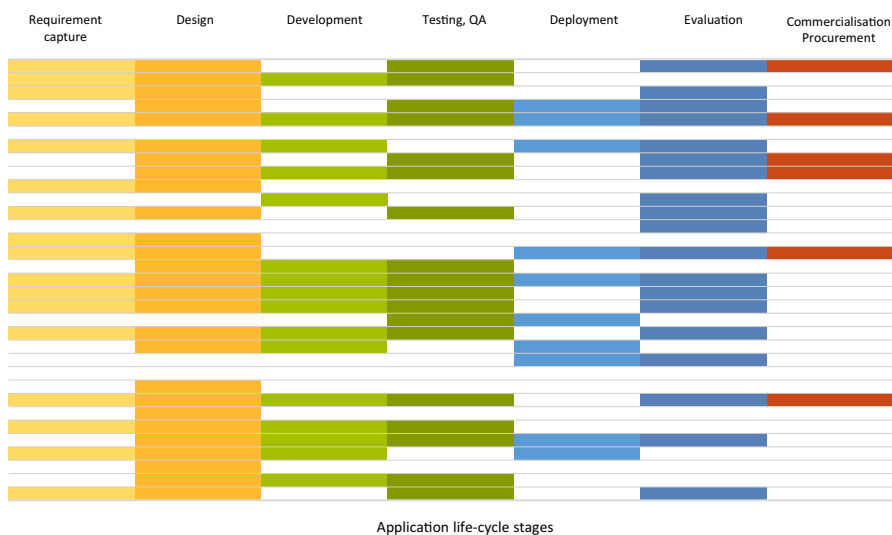 Requirement
capture
Design
Development
Testing, QA
Deployment
Evaluation
Commercialisation
Procurement
Application life-cycle stages